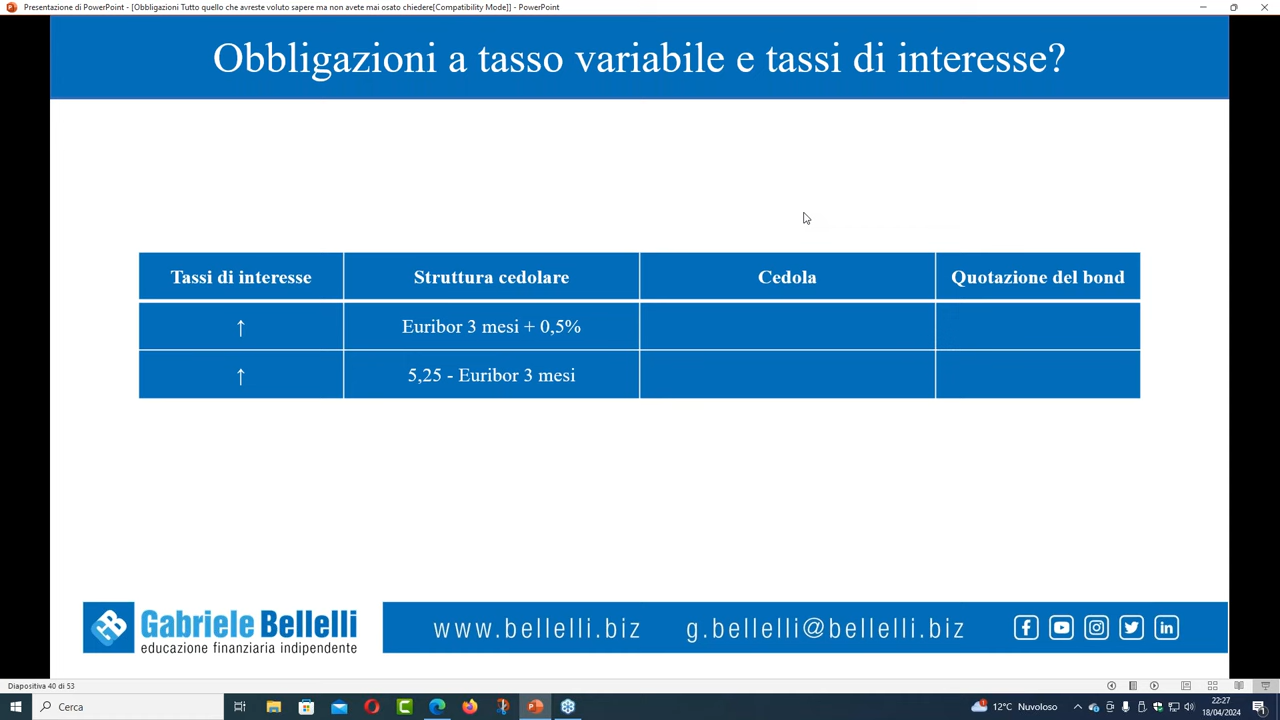 Presentazione di PowerPoint - [Obbligazioni Tutto quello che avreste voluto sapere ma non avete mai osato chiedere[Compatibility Mode]] - PowerPoint
Obbligazioni a tasso variabile e tassi di interesse?
Tassi di interesse Struttura cedolare Cedola Quotazione del bond
↑ Euribor 3 mesi + 0,5%
↑ 5,25 - Euribor 3 mesi
Gabriele Bellelli
educazione finanziaria indipendente
www.bellelli.biz g.bellelli@bellelli.biz
Diapositiva 40 di 53
Cerca
12°C Nuvoloso
22:27
18/04/2024